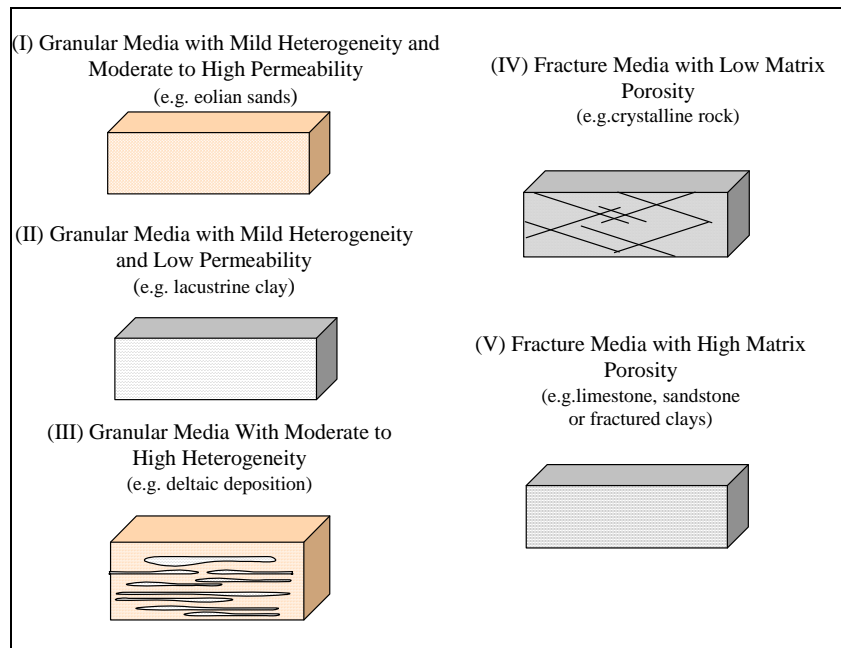 (I) Granular Media with Mild Heterogeneity and
Moderate to High Permeability
(e.g. eolian sands)
(II) Granular Media with Mild Heterogeneity
and Low Permeability
(e.g. lacustrine clay)
(III) Granular Media With Moderate to
High Heterogeneity
(e.g. deltaic deposition)
(IV) Fracture Media with Low Matrix
Porosity
(e.g.crystalline rock)
(V) Fracture Media with High Matrix
Porosity
(e.g.limestone, sandstone
or fractured clays)